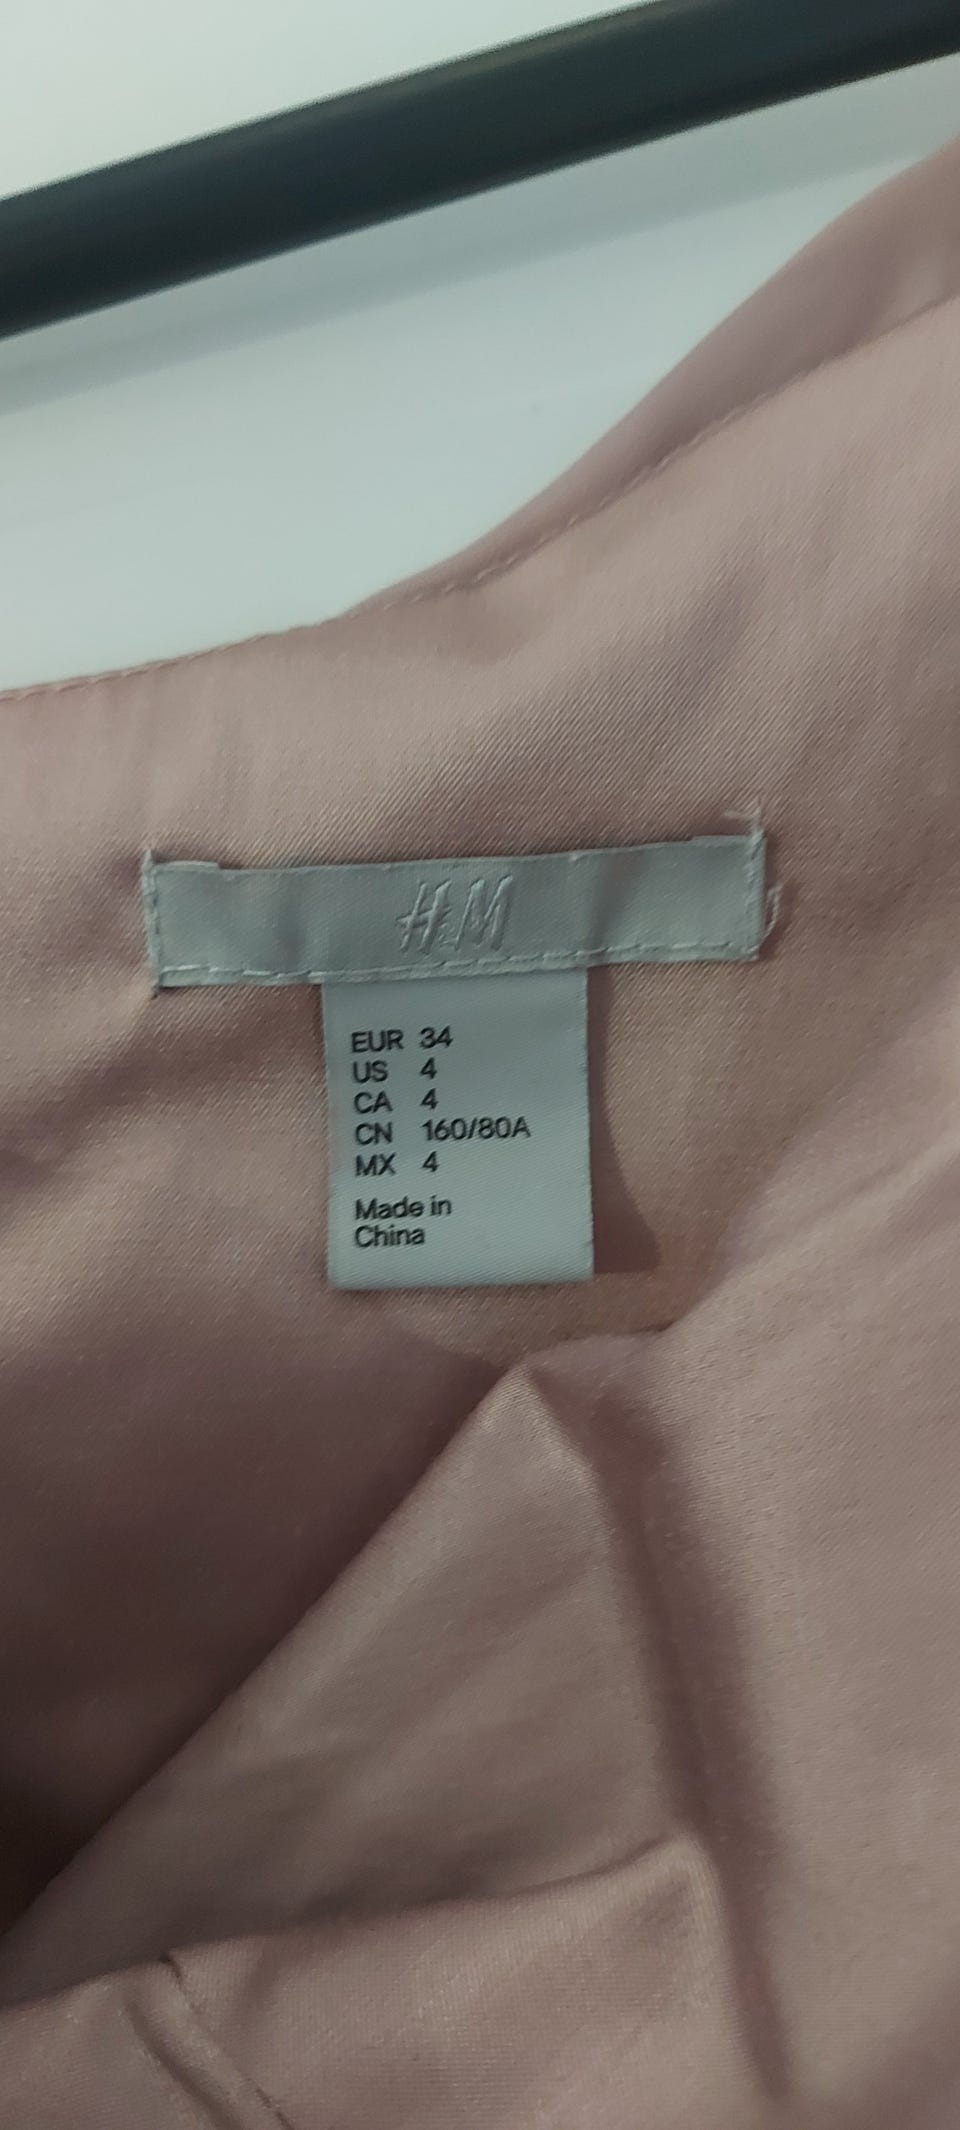 H&M
EUR 34
US 4
CA 4
CN 160/80A
MX 4
Made in
China